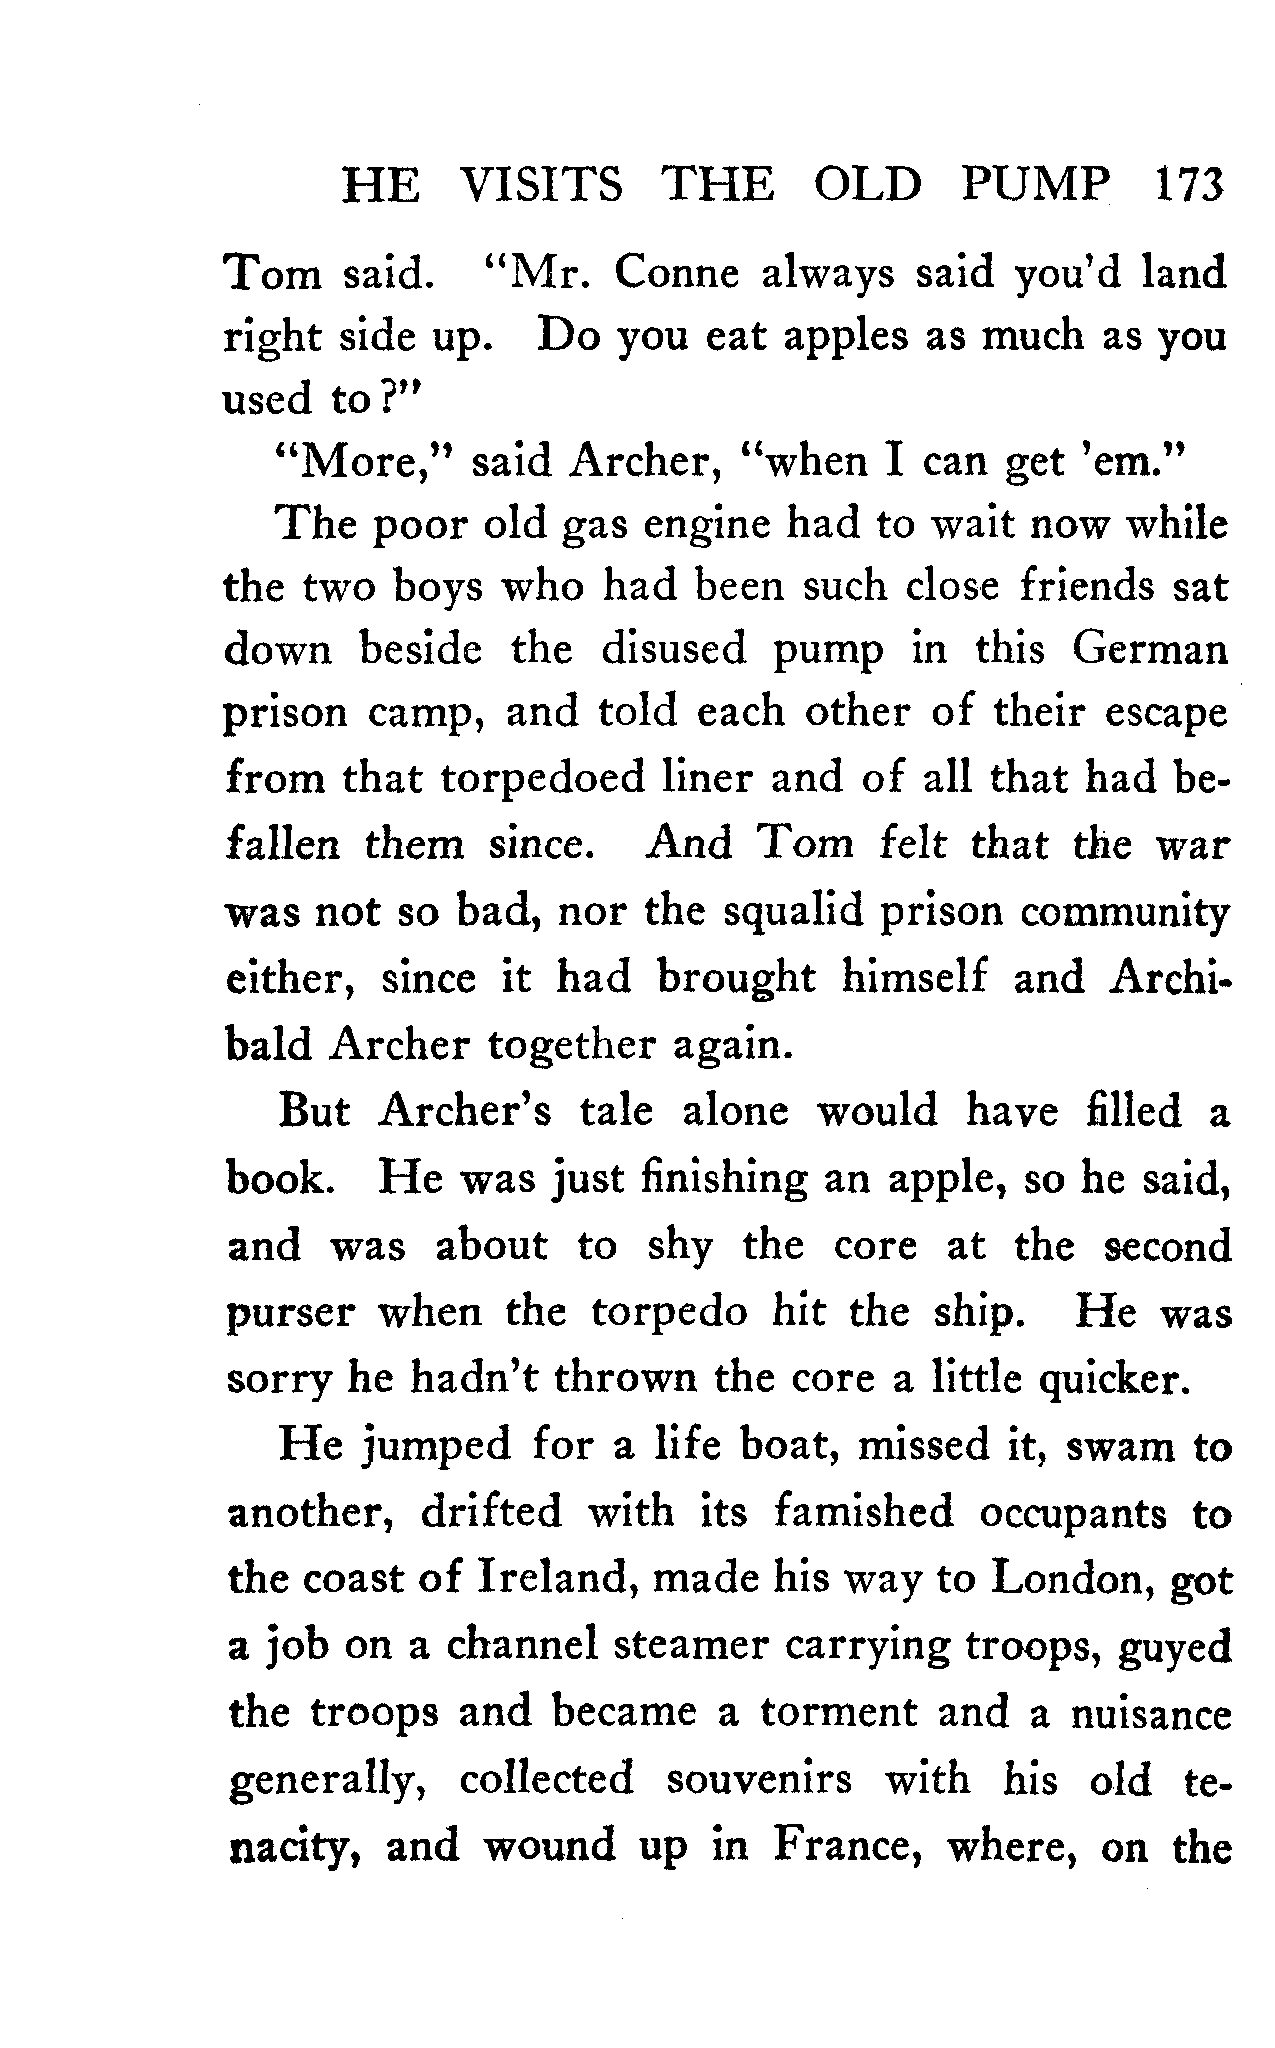 HE VISITS THE OLD PUMP 173
Tom said. "Mr. Conne always said you'd land
right side up. Do you eat apples as much as you
used to?"
"More," said Archer, "when I can get 'em."
The poor old gas engine had to wait now while
the two boys who had been such close friends sat
down beside the disused pump in this German
prison camp, and told each other of their escape
from that torpedoed liner and of all that had be-
fallen them since. And Tom felt that the war
was not so bad, nor the squalid prison community
either, since it had brought himself and Archi-
bald Archer together again.
But Archer's tale alone would have filled a
book. He was just finishing an apple, so he said,
and was about to shy the core at the second
purser when the torpedo hit the ship. He was
sorry he hadn't thrown the core a little quicker.
He jumped for a life boat, missed it, swam to
another, drifted with its famished occupants to
the coast of Ireland, made his way to London, got
a job on a channel steamer carrying troops, guyed
the troops and became a torment and a nuisance
generally, collected souvenirs with his old te-
nacity, and wound up in France, where, on the